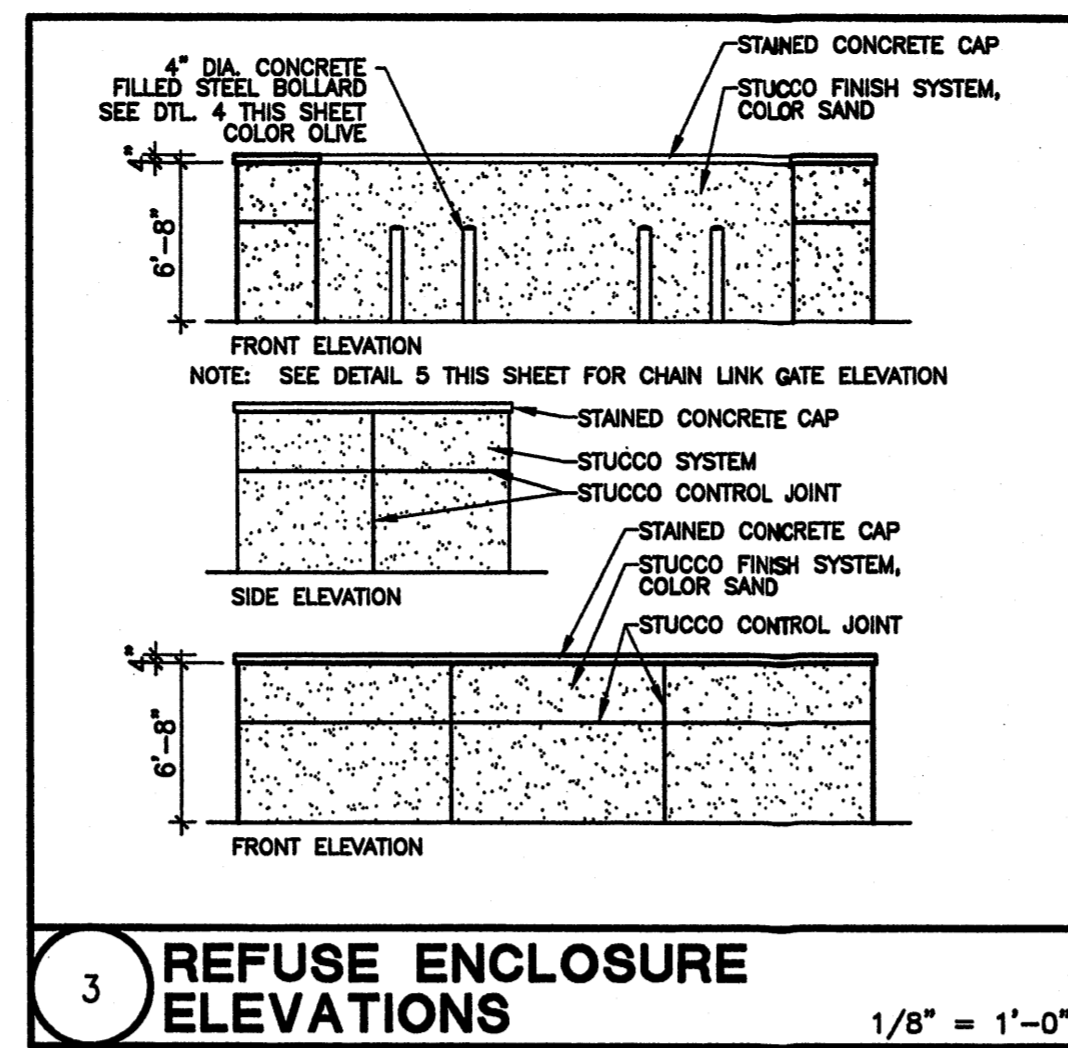 STAINED CONCRETE CAP
4" DIA. CONCRETE
FILLED STEEL BOLLARD
SEE DTL. 4 THIS SHEET
COLOR OLIVE
STUCCO FINISH SYSTEM,
COLOR SAND
4"
6'-8"
FRONT ELEVATION
NOTE: SEE DETAIL 5 THIS SHEET FOR CHAIN LINK GATE ELEVATION
STAINED CONCRETE CAP
STUCCO SYSTEM
STUCCO CONTROL JOINT
SIDE ELEVATION
STAINED CONCRETE CAP
STUCCO FINISH SYSTEM,
COLOR SAND
STUCCO CONTROL JOINT
4"
6'-8"
FRONT ELEVATION
3
REFUSE ENCLOSURE
ELEVATIONS
1/8" = 1'-0"